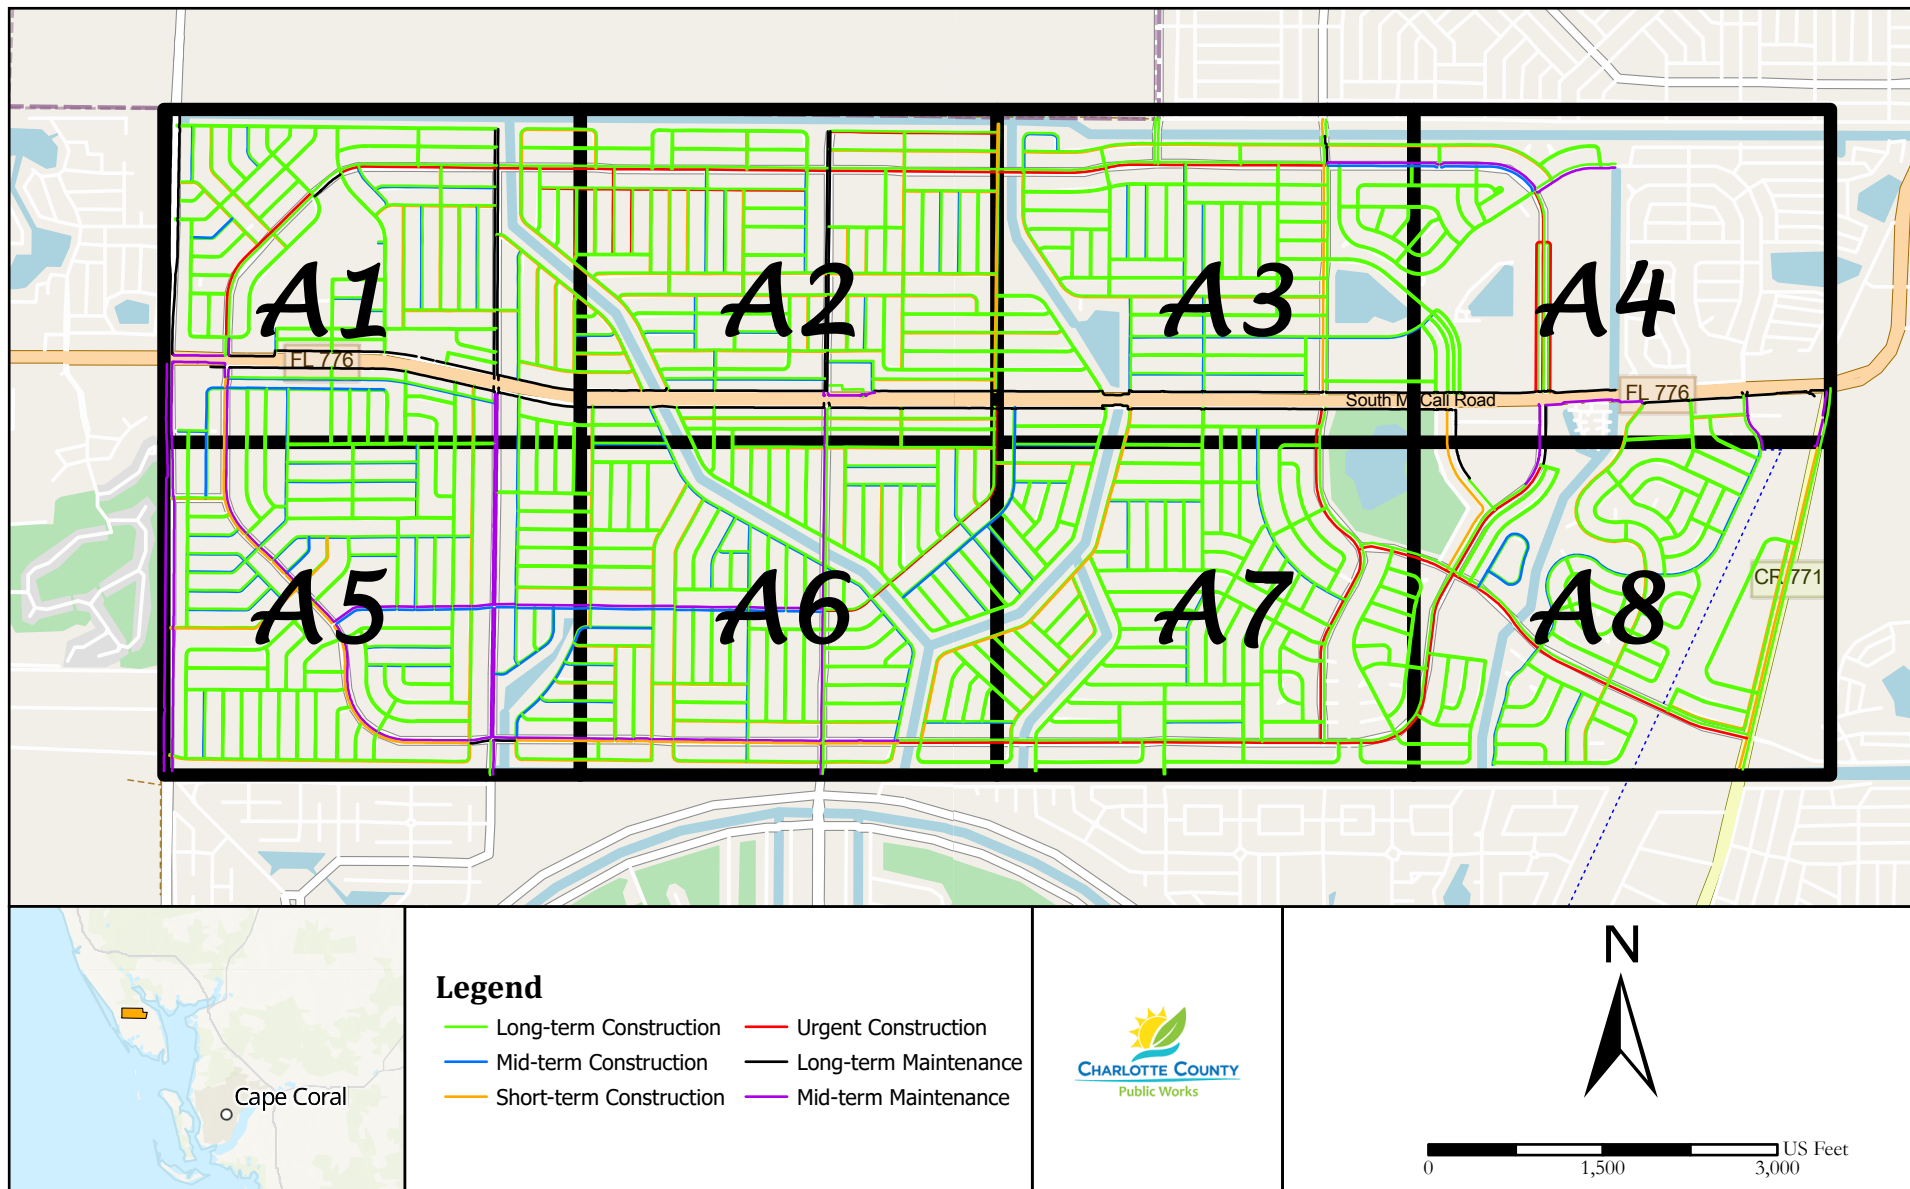 A1
A2
A3
A4
FL 776
South McCall Road
FL 776
A5
A6
A7
A8
CR 771
Cape Coral
Legend
Long-term Construction
Mid-term Construction
Short-term Construction
Urgent Construction
Long-term Maintenance
Mid-term Maintenance
CHARLOTTE COUNTY
Public Works
N
US Feet
0 1,500 3,000